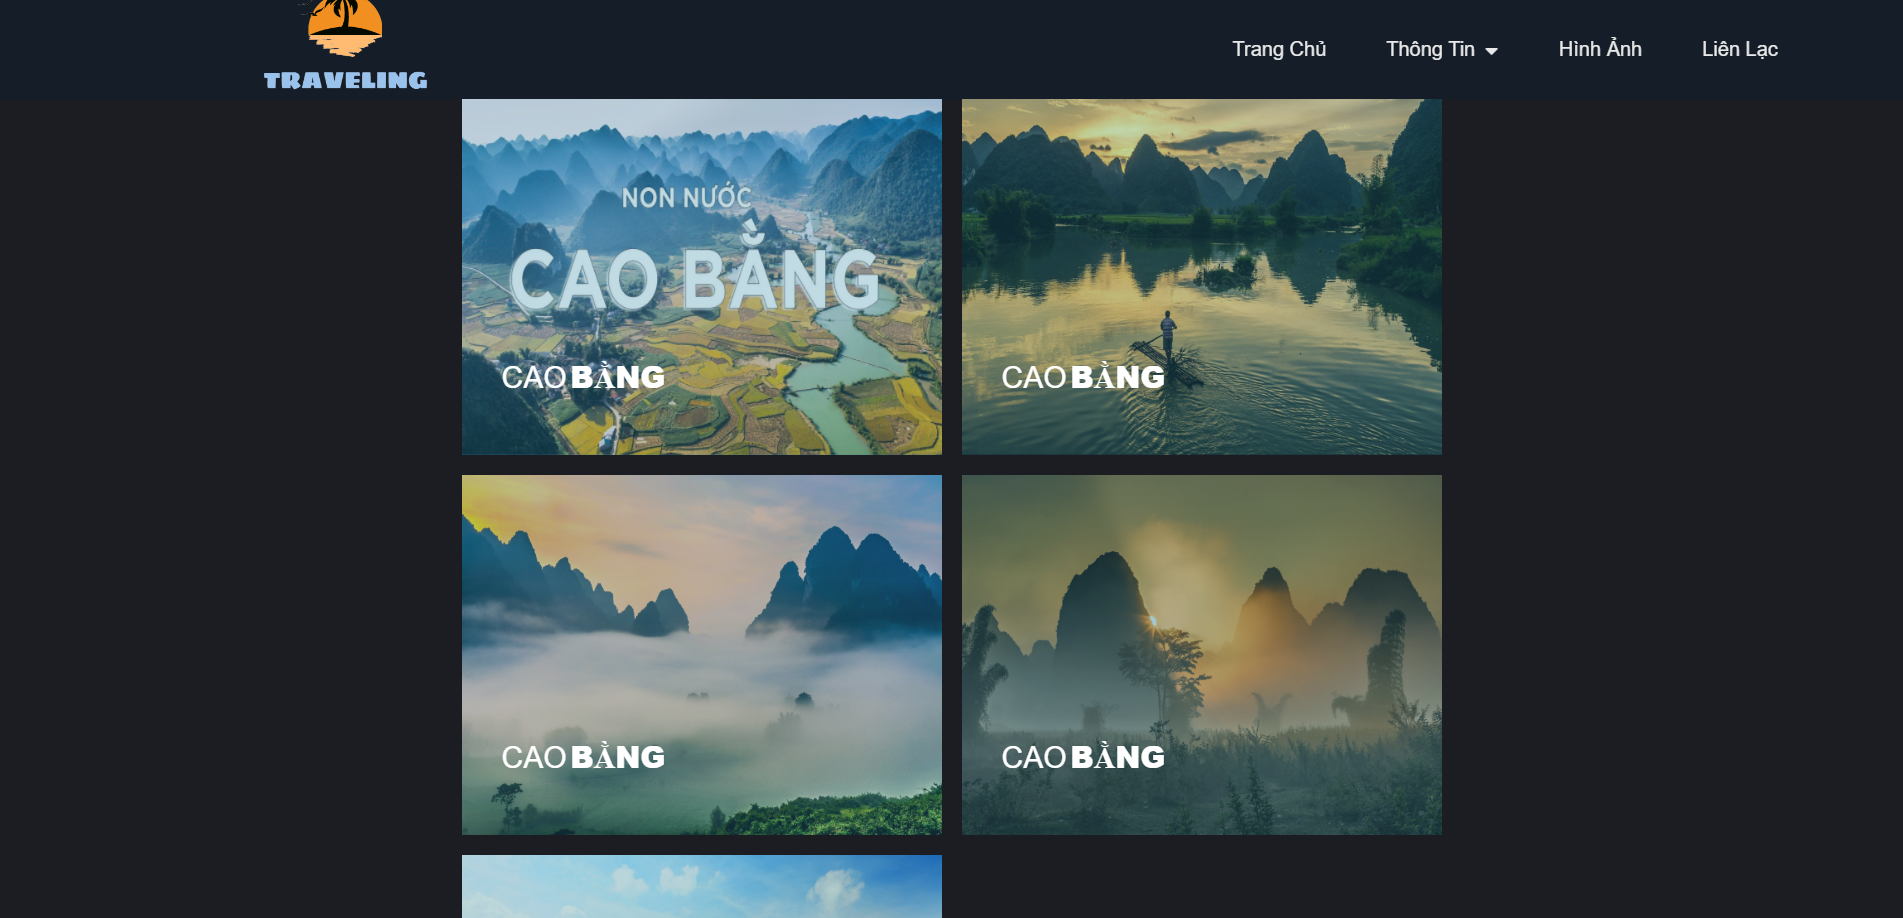 TRAVELING
Trang Chủ
Thông Tin
Hình Ảnh
Liên Lạc
NON NƯỚC
CAO BẰNG
CAO BẰNG
CAO BẰNG
CAO BẰNG
CAO BẰNG